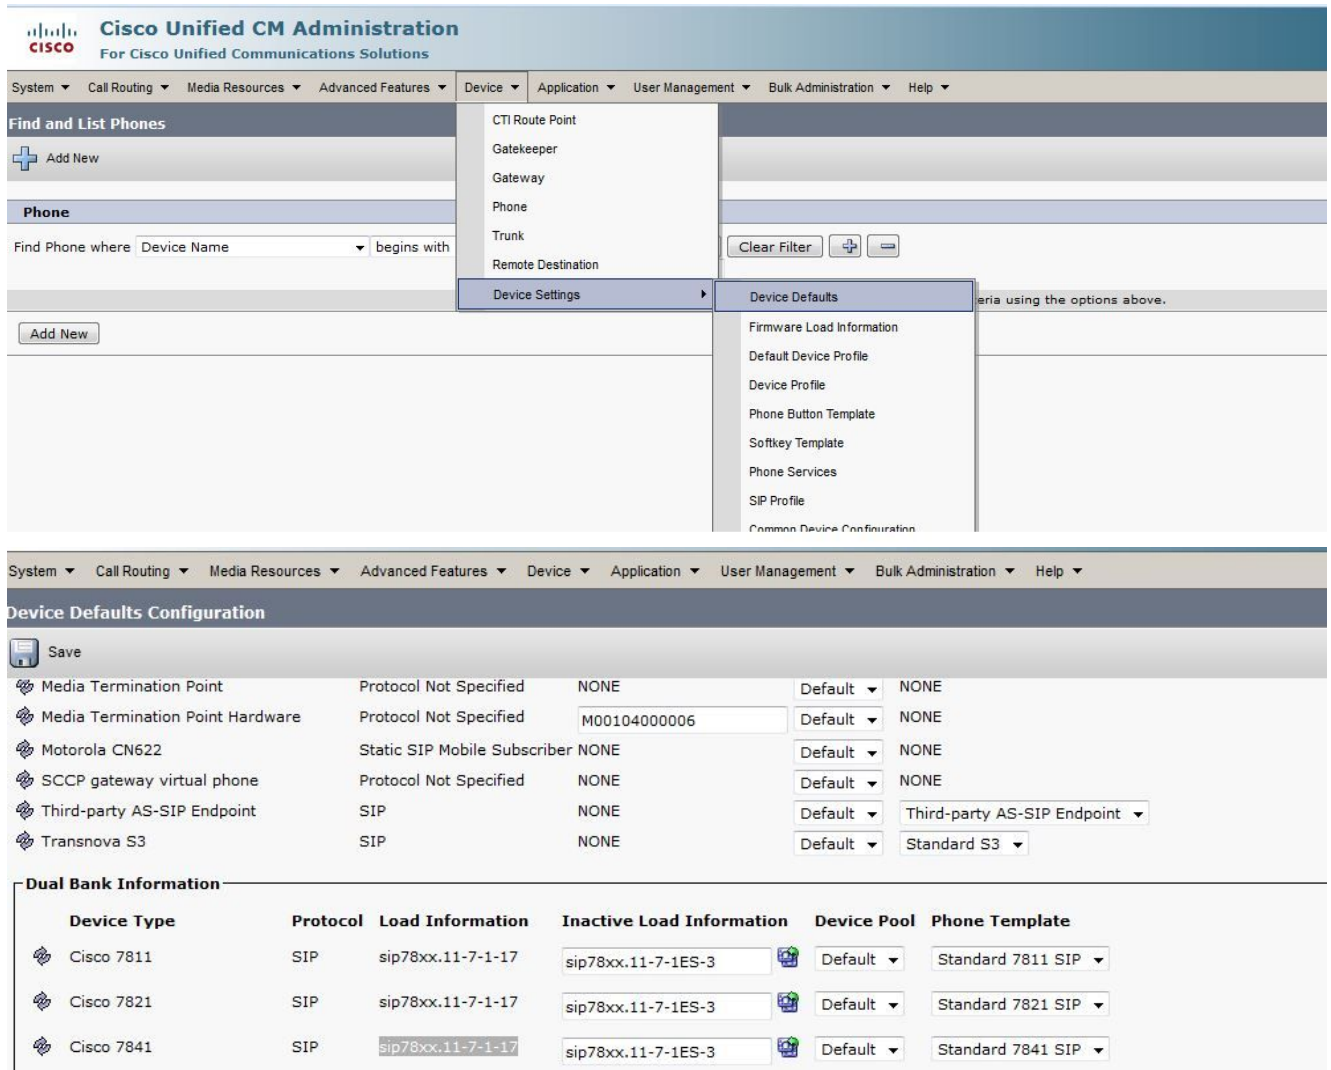 Cisco Unified CM Administration
CISCO
For Cisco Unified Communications Solutions
System Call Routing Media Resources Advanced Features Device Application User Management Bulk Administration Help
Find and List Phones
CTI Route Point
Gatekeeper
Add New
Gateway
Phone
Phone
Trunk
Find Phone where Device Name begins with Clear Filter
Remote Destination
Device Settings
Device Defaults
eria using the options above.
Add New
Firmware Load Information
Default Device Profile
Device Profile
Phone Button Template
Softkey Template
Phone Services
SIP Profile
Common Device Configuration
System Call Routing Media Resources Advanced Features Device Application User Management Bulk Administration Help
Device Defaults Configuration
Save
Media Termination Point Protocol Not Specified NONE Default NONE
Media Termination Point Hardware Protocol Not Specified M00104000006 Default NONE
Motorola CN622 Static SIP Mobile Subscriber NONE Default NONE
SCCP gateway virtual phone Protocol Not Specified NONE Default NONE
Third-party AS-SIP Endpoint SIP NONE Default Third-party AS-SIP Endpoint
Transnova S3 SIP NONE Default Standard S3
Dual Bank Information
Device Type Protocol Load Information Inactive Load Information Device Pool Phone Template
Cisco 7811 SIP sip78xx.11-7-1-17 sip78xx.11-7-1ES-3 Default Standard 7811 SIP
Cisco 7821 SIP sip78xx.11-7-1-17 sip78xx.11-7-1ES-3 Default Standard 7821 SIP
Cisco 7841 SIP sip78xx.11-7-1-17 sip78xx.11-7-1ES-3 Default Standard 7841 SIP